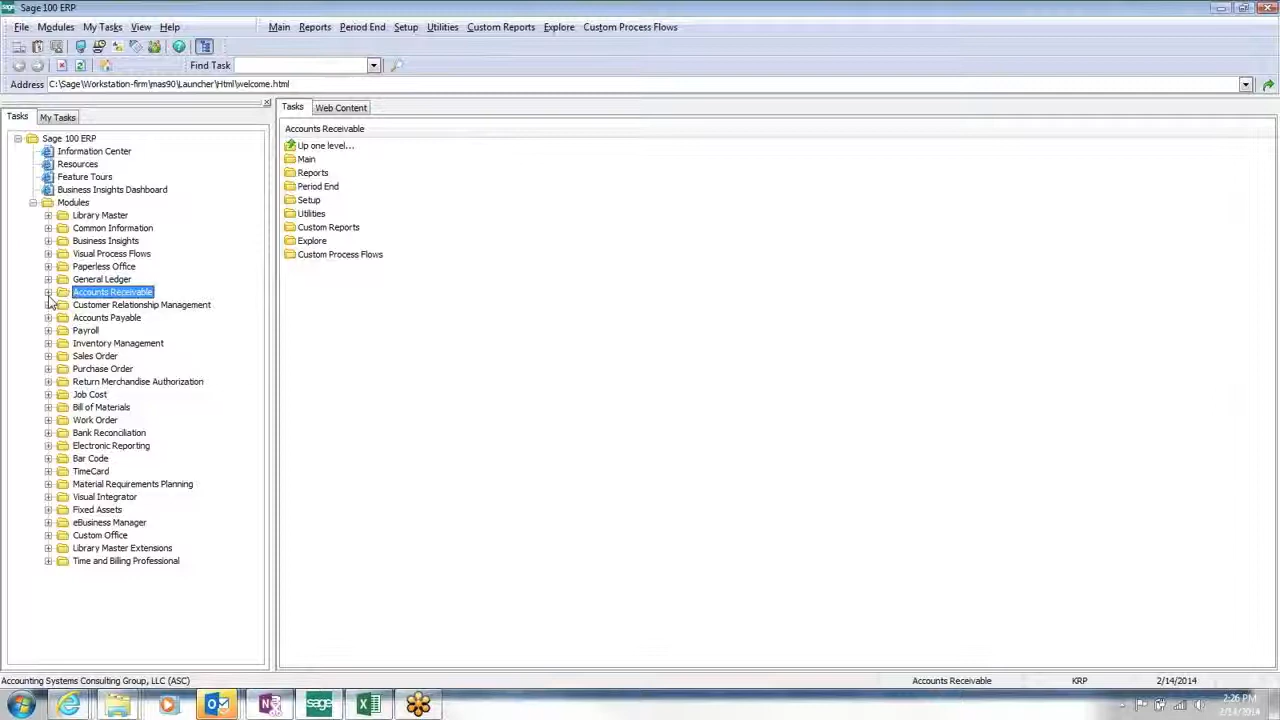 Sage 100 ERP
File Modules My Tasks View Help Main Reports Period End Setup Utilities Custom Reports Explore Custom Process Flows
Find Task
Address C:\Sage\Workstation-firm\mas90\Launcher\Html\welcome.html
Tasks My Tasks
Sage 100 ERP
Information Center
Resources
Feature Tours
Business Insights Dashboard
Modules
Library Master
Common Information
Business Insights
Visual Process Flows
Paperless Office
General Ledger
Accounts Receivable
Customer Relationship Management
Accounts Payable
Payroll
Inventory Management
Sales Order
Purchase Order
Return Merchandise Authorization
Job Cost
Bill of Materials
Work Order
Bank Reconciliation
Electronic Reporting
Bar Code
TimeCard
Material Requirements Planning
Visual Integrator
Fixed Assets
eBusiness Manager
Custom Office
Library Master Extensions
Time and Billing Professional
Tasks Web Content
Accounts Receivable
Up one level...
Main
Reports
Period End
Setup
Utilities
Custom Reports
Explore
Custom Process Flows
Accounting Systems Consulting Group, LLC (ASC) Accounts Receivable KRP 2/14/2014
sage
2:26 PM
2/14/2014